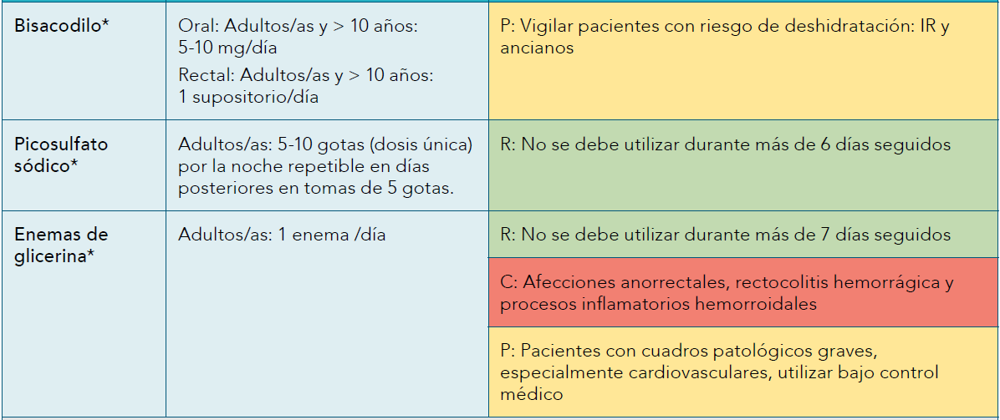 Bisacodilo*
Oral: Adultos/as y > 10 años:
5-10 mg/día
Rectal: Adultos/as y > 10 años:
1 supositorio/día
P: Vigilar pacientes con riesgo de deshidratación: IR y
ancianos
Picosulfato
sódico*
Adultos/as: 5-10 gotas (dosis única)
por la noche repetible en días
posteriores en tomas de 5 gotas.
R: No se debe utilizar durante más de 6 días seguidos
Enemas de
glicerina*
Adultos/as: 1 enema /día
R: No se debe utilizar durante más de 7 días seguidos
C: Afecciones anorrectales, rectocolitis hemorrágica y
procesos inflamatorios hemorroidales
P: Pacientes con cuadros patológicos graves,
especialmente cardiovasculares, utilizar bajo control
médico